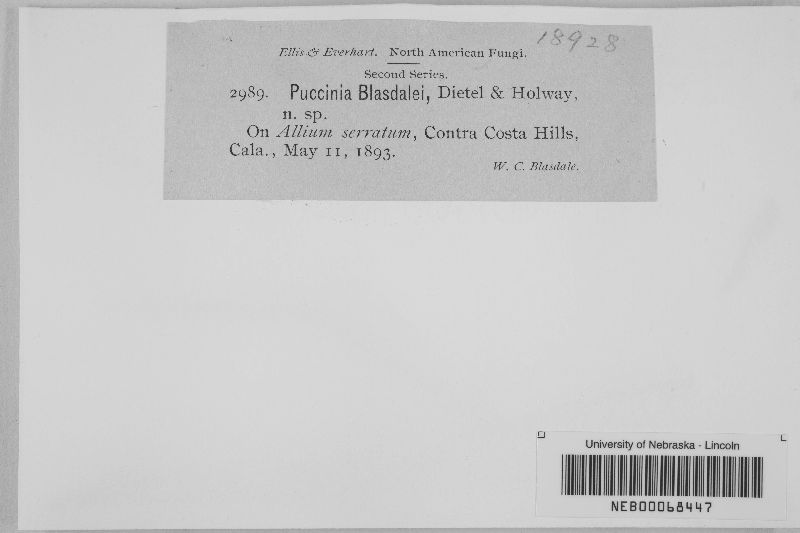 18928
Ellis & Everhart. North American Fungi.
Second Series.
2989. Puccinia Blasdalei, Dietel & Holway,
n. sp.
On Allium serratum, Contra Costa Hills,
Cala., May 11, 1893.
W. C. Blasdale.
University of Nebraska - Lincoln
NEB00068447